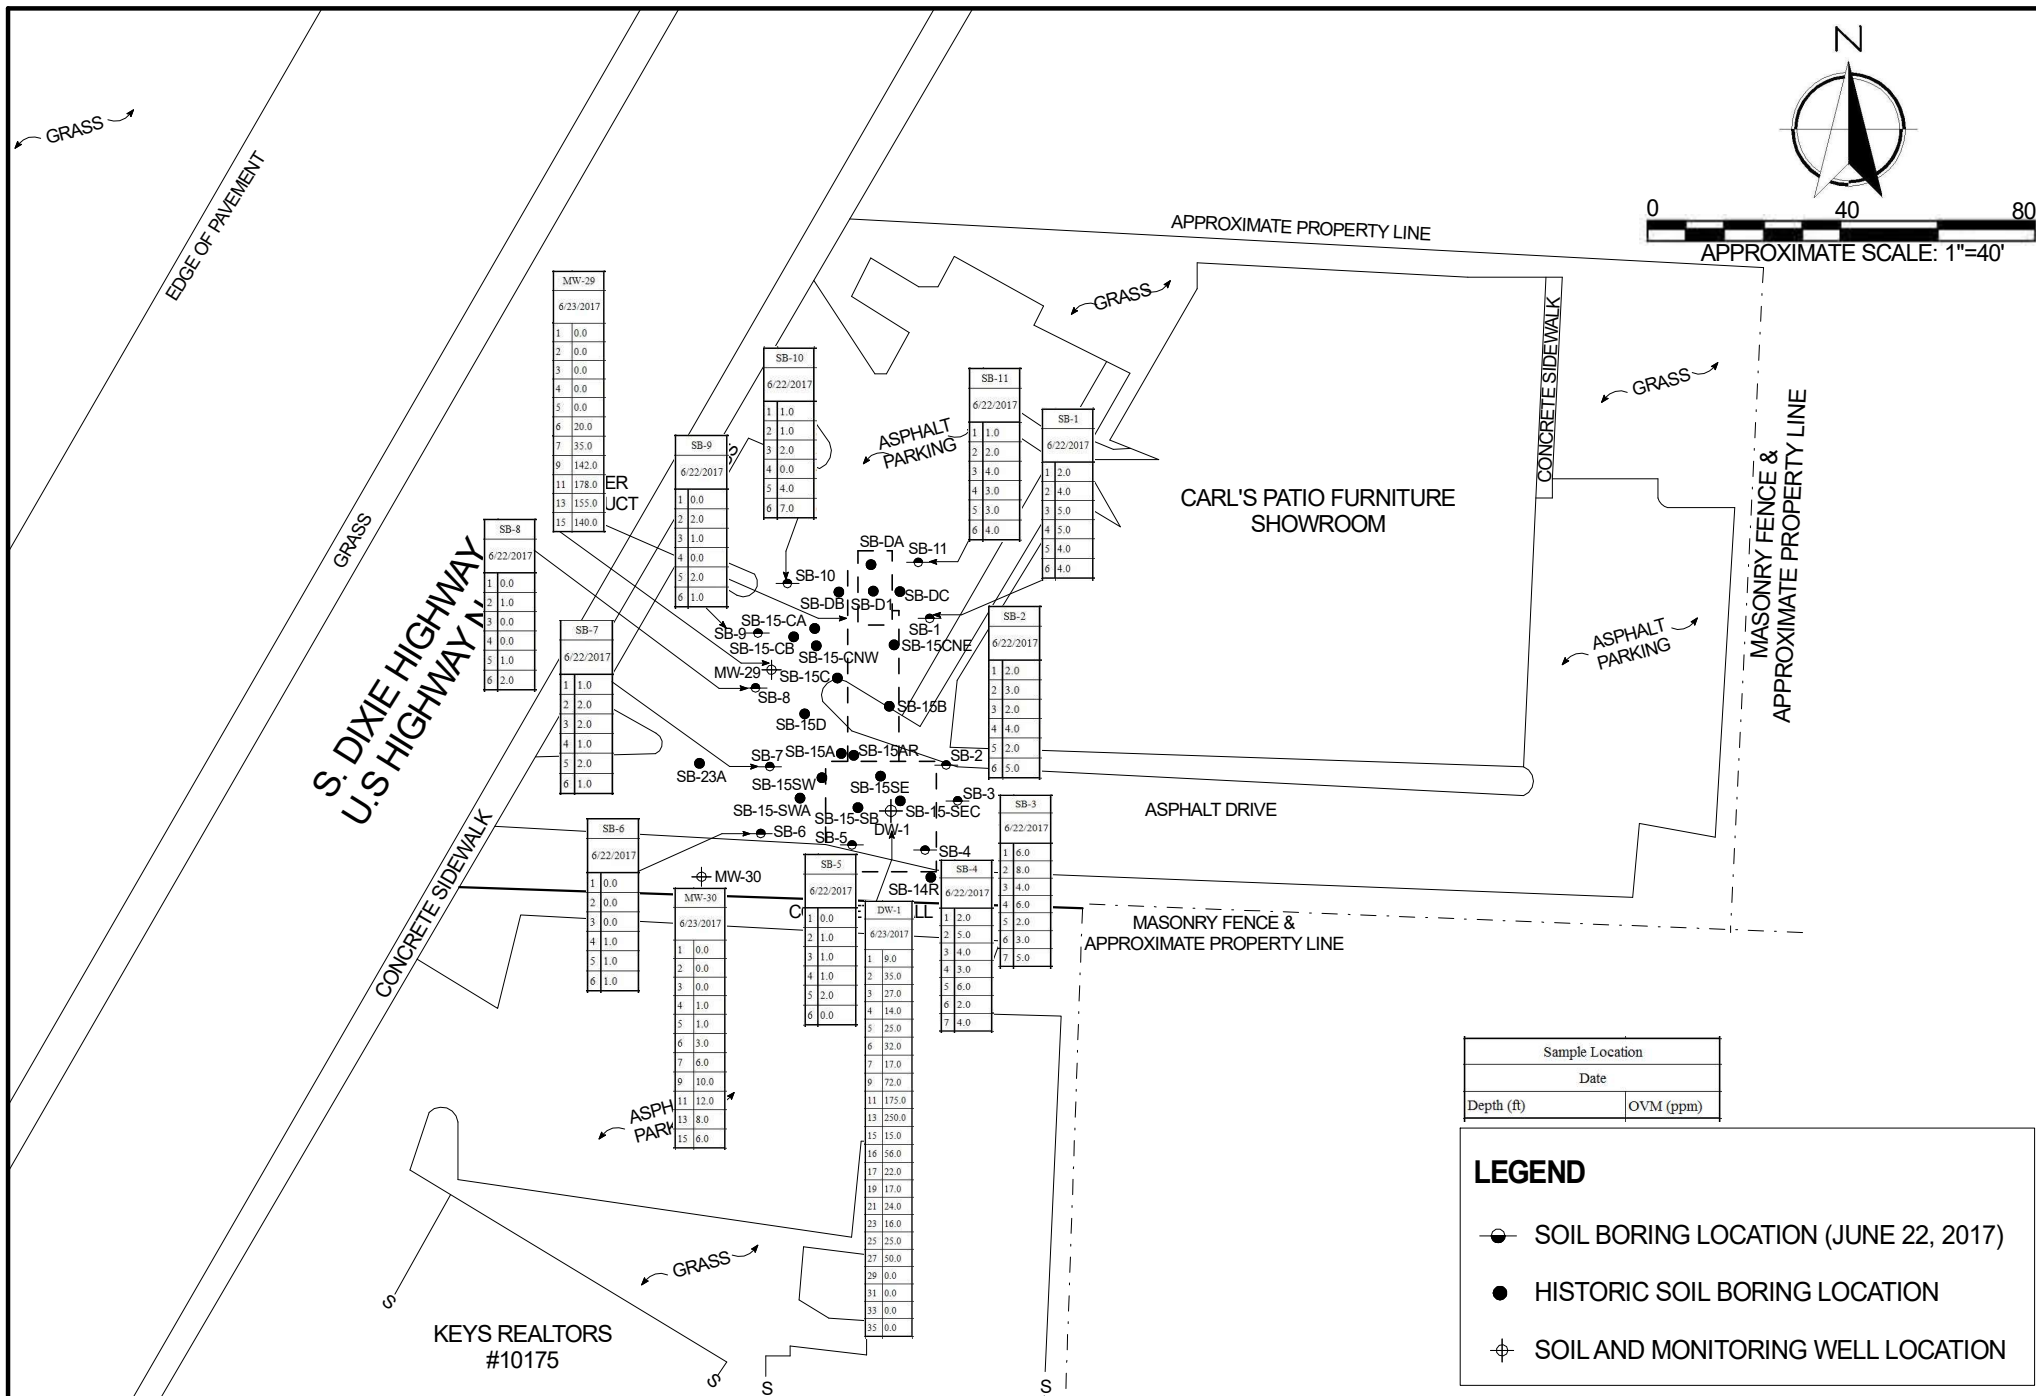 N
0 40 80
APPROXIMATE SCALE: 1"=40'
GRASS
EDGE OF PAVEMENT
GRASS
S. DIXIE HIGHWAY
U.S HIGHWAY N
CONCRETE SIDEWALK
APPROXIMATE PROPERTY LINE
GRASS
CONCRETE SIDEWALK
GRASS
MASONRY FENCE &
APPROXIMATE PROPERTY LINE
ASPHALT
PARKING
CARL'S PATIO FURNITURE
SHOWROOM
ASPHALT
PARKING
ASPHALT DRIVE
MASONRY FENCE &
APPROXIMATE PROPERTY LINE
ER
UCT
MW-29
6/23/2017
1 0.0
2 0.0
3 0.0
4 0.0
5 0.0
6 20.0
7 35.0
9 142.0
11 178.0
13 155.0
15 140.0
SB-10
6/22/2017
1 1.0
2 1.0
3 2.0
4 0.0
5 4.0
6 7.0
SB-11
6/22/2017
1 1.0
2 2.0
3 4.0
4 3.0
5 3.0
6 4.0
SB-1
6/22/2017
1 2.0
2 4.0
3 5.0
4 5.0
5 4.0
6 4.0
SB-9
6/22/2017
1 0.0
2 2.0
3 1.0
4 0.0
5 2.0
6 1.0
SB-8
6/22/2017
1 0.0
2 1.0
3 0.0
4 0.0
5 1.0
6 2.0
SB-7
6/22/2017
1 1.0
2 2.0
3 2.0
4 1.0
5 2.0
6 1.0
SB-2
6/22/2017
1 2.0
2 3.0
3 2.0
4 4.0
5 2.0
6 5.0
SB-DA
SB-11
SB-10
SB-DB
SB-D1
SB-DC
SB-15-CA
SB-1
SB-9
SB-15-CB
SB-15CNE
SB-15-CNW
MW-29
SB-15C
SB-8
SB-15B
SB-15D
SB-15A
SB-15AR
SB-7
SB-2
SB-23A
SB-15SW
SB-15SE
SB-3
SB-15-SWA
SB-15-SB
SB-15-SEC
DW-1
SB-6
SB-5
SB-4
MW-30
SB-14R
C
LL
SB-6
6/22/2017
1 0.0
2 0.0
3 0.0
4 1.0
5 1.0
6 1.0
MW-30
6/23/2017
1 0.0
2 0.0
3 0.0
4 1.0
5 1.0
6 3.0
7 6.0
9 10.0
11 12.0
13 8.0
15 6.0
SB-5
6/22/2017
1 0.0
2 1.0
3 1.0
4 1.0
5 2.0
6 0.0
DW-1
6/23/2017
1 9.0
2 35.0
3 27.0
4 14.0
5 25.0
6 32.0
7 17.0
9 72.0
11 175.0
13 250.0
15 15.0
16 56.0
17 22.0
19 17.0
21 24.0
23 16.0
25 25.0
27 50.0
29 0.0
31 0.0
33 0.0
35 0.0
SB-4
6/22/2017
1 2.0
2 5.0
3 4.0
4 3.0
5 6.0
6 2.0
7 4.0
SB-3
6/22/2017
1 6.0
2 8.0
3 4.0
4 6.0
5 2.0
6 3.0
7 5.0
ASPH
PARK
GRASS
KEYS REALTORS
#10175
S
S
S
S
Sample Location
Date
Depth (ft) OVM (ppm)
LEGEND
SOIL BORING LOCATION (JUNE 22, 2017)
HISTORIC SOIL BORING LOCATION
SOIL AND MONITORING WELL LOCATION